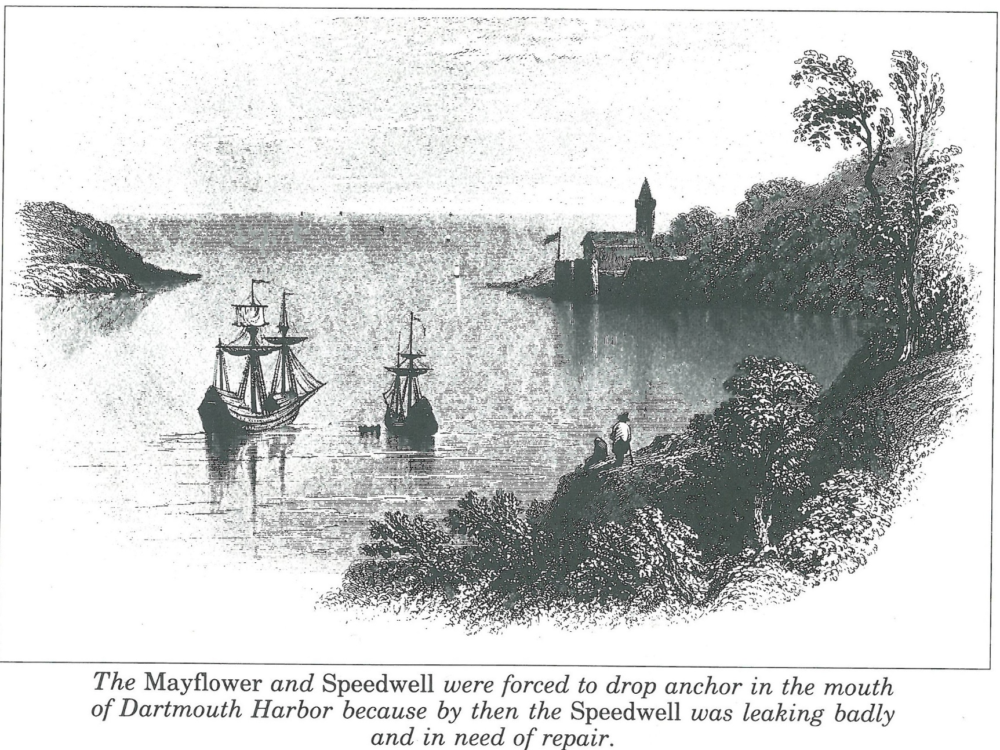 The Mayflower and Speedwell were forced to drop anchor in the mouth
of Dartmouth Harbor because by then the Speedwell was leaking badly
and in need of repair.